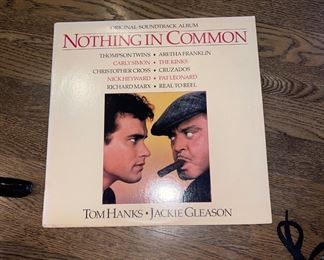 ORIGINAL SOUNDTRACK ALBUM
NOTHING IN COMMON
THOMPSON TWINS • ARETHA FRANKLIN
CARLY SIMON • THE KINKS
CHRISTOPHER CROSS • CRUZADOS
NICK HEYWARD • PAT LEONARD
RICHARD MARX • REAL TO REEL
TOM HANKS • JACKIE GLEASON